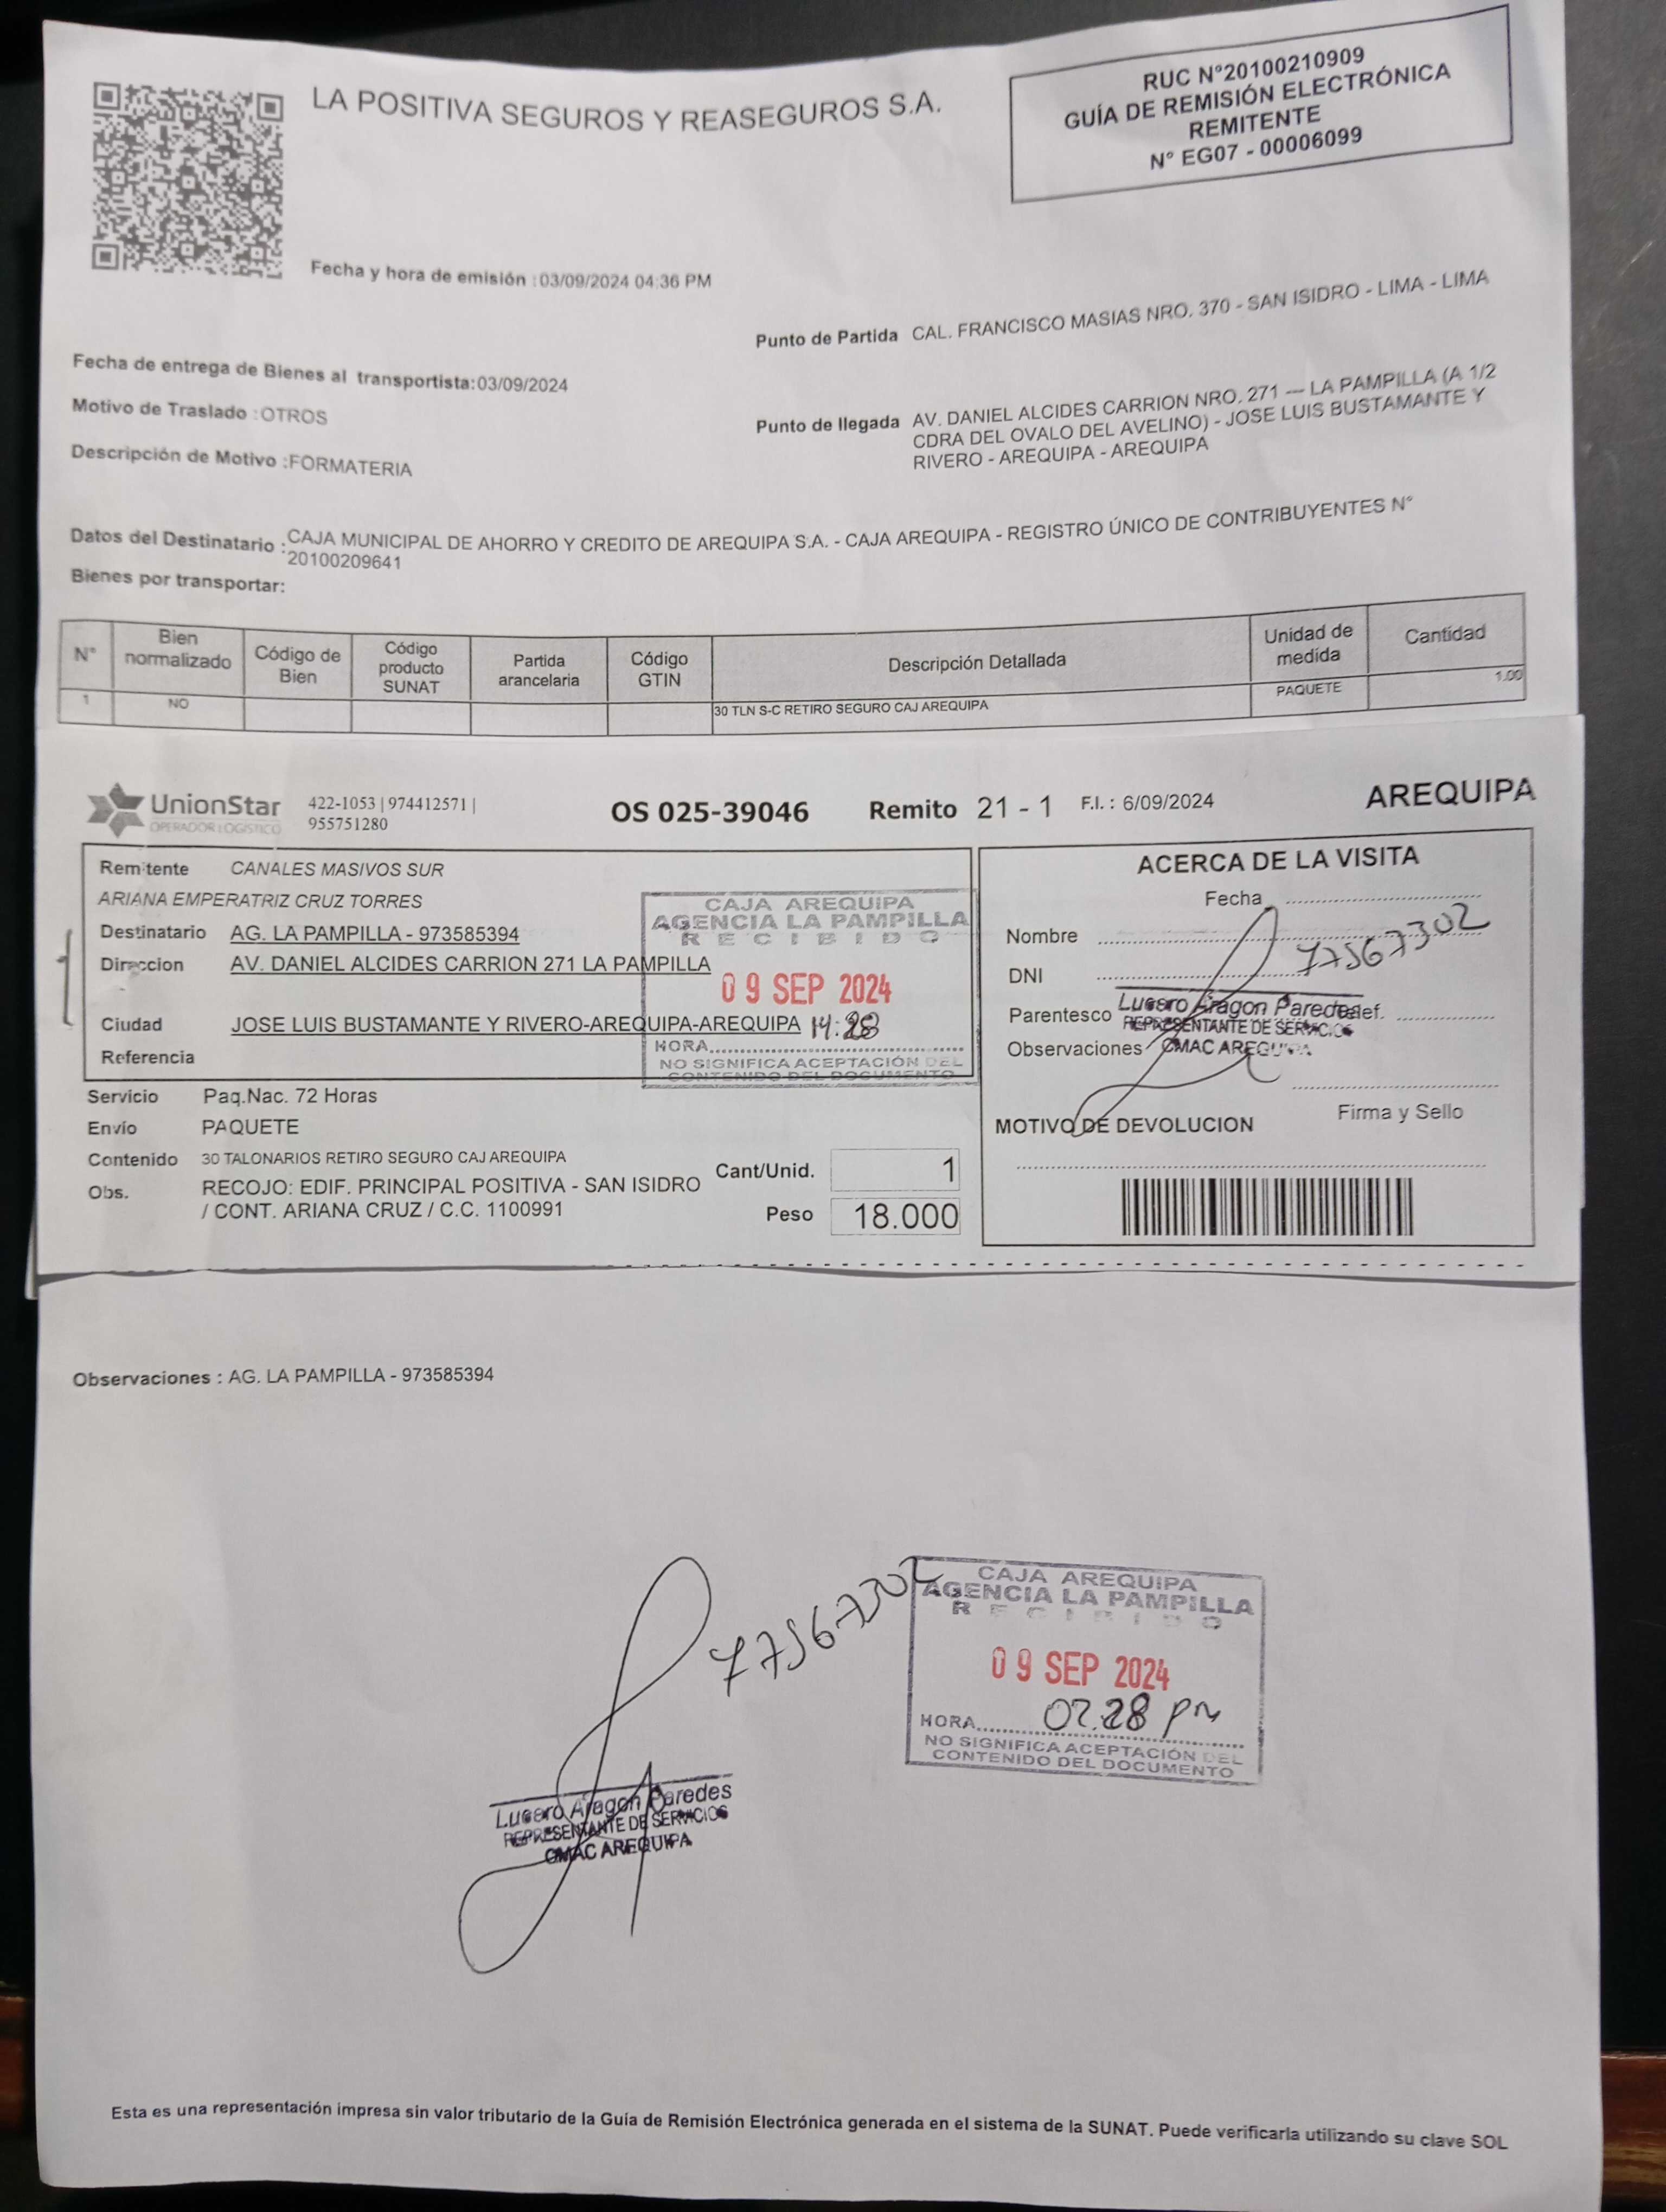 LA POSITIVA SEGUROS Y REASEGUROS S.A.
RUC N°20100210909
GUÍA DE REMISIÓN ELECTRÓNICA
REMITENTE
N° EG07 - 00006099
Fecha y hora de emisión : 03/09/2024 04:36 PM
Punto de Partida CAL. FRANCISCO MASIAS NRO. 370 - SAN ISIDRO - LIMA - LIMA
Fecha de entrega de Bienes al transportista:03/09/2024
Motivo de Traslado :OTROS
Punto de llegada AV. DANIEL ALCIDES CARRION NRO. 271 --- LA PAMPILLA (A 1/2
CDRA DEL OVALO DEL AVELINO) - JOSE LUIS BUSTAMANTE Y
RIVERO - AREQUIPA - AREQUIPA
Descripción de Motivo :FORMATERIA
Datos del Destinatario : CAJA MUNICIPAL DE AHORRO Y CREDITO DE AREQUIPA S.A. - CAJA AREQUIPA - REGISTRO ÚNICO DE CONTRIBUYENTES N°
20100209641
Bienes por transportar:
N° Bien normalizado Código de Bien Código producto SUNAT Partida arancelaria Código GTIN Descripción Detallada Unidad de medida Cantidad
1 NO 30 TLN S-C RETIRO SEGURO CAJ AREQUIPA PAQUETE 1.00
UnionStar
OPERADOR LOGISTICO
422-1053 | 974412571 |
955751280
OS 025-39046 Remito 21 - 1 F.I. : 6/09/2024 AREQUIPA
Remitente CANALES MASIVOS SUR
ARIANA EMPERATRIZ CRUZ TORRES
Destinatario AG. LA PAMPILLA - 973585394
Direccion AV. DANIEL ALCIDES CARRION 271 LA PAMPILLA
Ciudad JOSE LUIS BUSTAMANTE Y RIVERO-AREQUIPA-AREQUIPA
Referencia
CAJA AREQUIPA
AGENCIA LA PAMPILLA
RECIBIDO
09 SEP 2024
14:28
HORA
NO SIGNIFICA ACEPTACIÓN DEL
CONTENIDO DEL DOCUMENTO
Servicio Paq.Nac. 72 Horas
Envío PAQUETE
Contenido 30 TALONARIOS RETIRO SEGURO CAJ AREQUIPA
Obs. RECOJO: EDIF. PRINCIPAL POSITIVA - SAN ISIDRO
/ CONT. ARIANA CRUZ / C.C. 1100991
Cant/Unid. 1
Peso 18.000
ACERCA DE LA VISITA
Fecha
Nombre
77567302
DNI
Parentesco
Lucero Aragon Paredes
REPRESENTANTE DE SERVICIOS
CMAC AREQUIPA
Observaciones
Firma y Sello
MOTIVO DE DEVOLUCION
Observaciones : AG. LA PAMPILLA - 973585394
77567302
CAJA AREQUIPA
AGENCIA LA PAMPILLA
RECIBIDO
09 SEP 2024
HORA 02.28 pm
NO SIGNIFICA ACEPTACIÓN DEL
CONTENIDO DEL DOCUMENTO
Lucero Aragon Paredes
REPRESENTANTE DE SERVICIOS
CMAC AREQUIPA
Esta es una representación impresa sin valor tributario de la Guía de Remisión Electrónica generada en el sistema de la SUNAT. Puede verificarla utilizando su clave SOL